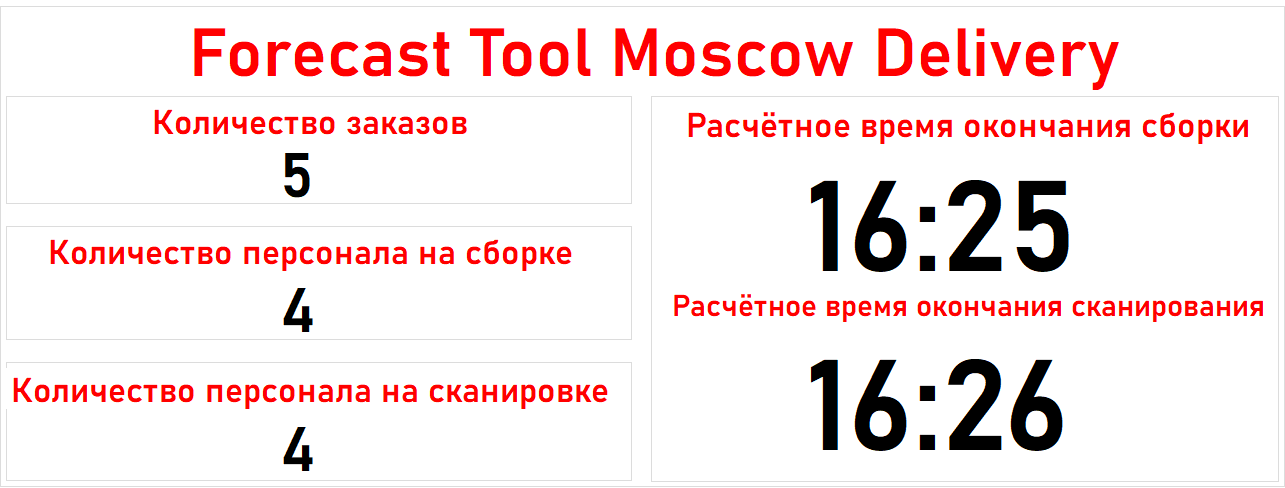 Forecast Tool Moscow Delivery
Количество заказов
5
Количество персонала на сборке
4
Количество персонала на сканировке
4
Расчётное время окончания сборки
16:25
Расчётное время окончания сканирования
16:26